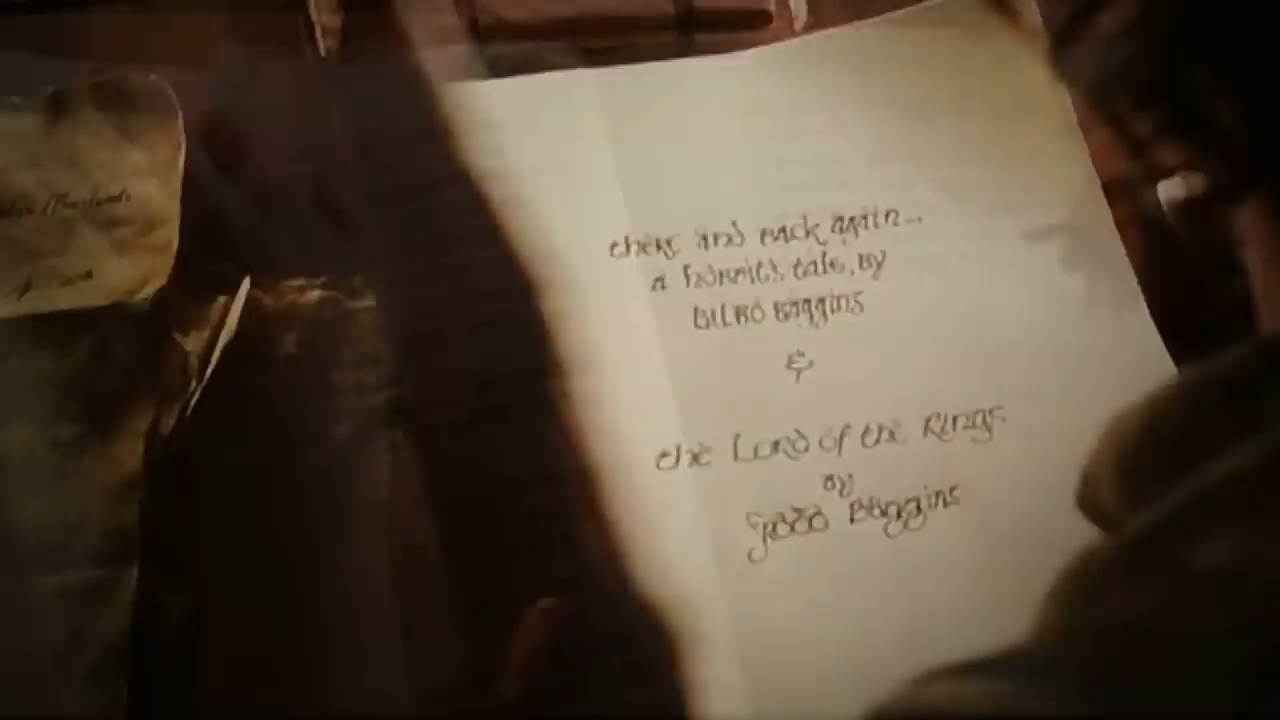 there and back again...
a hobbit's tale, by
BILBO Baggins
&
the Lord of the Rings
by
Frodo Baggins